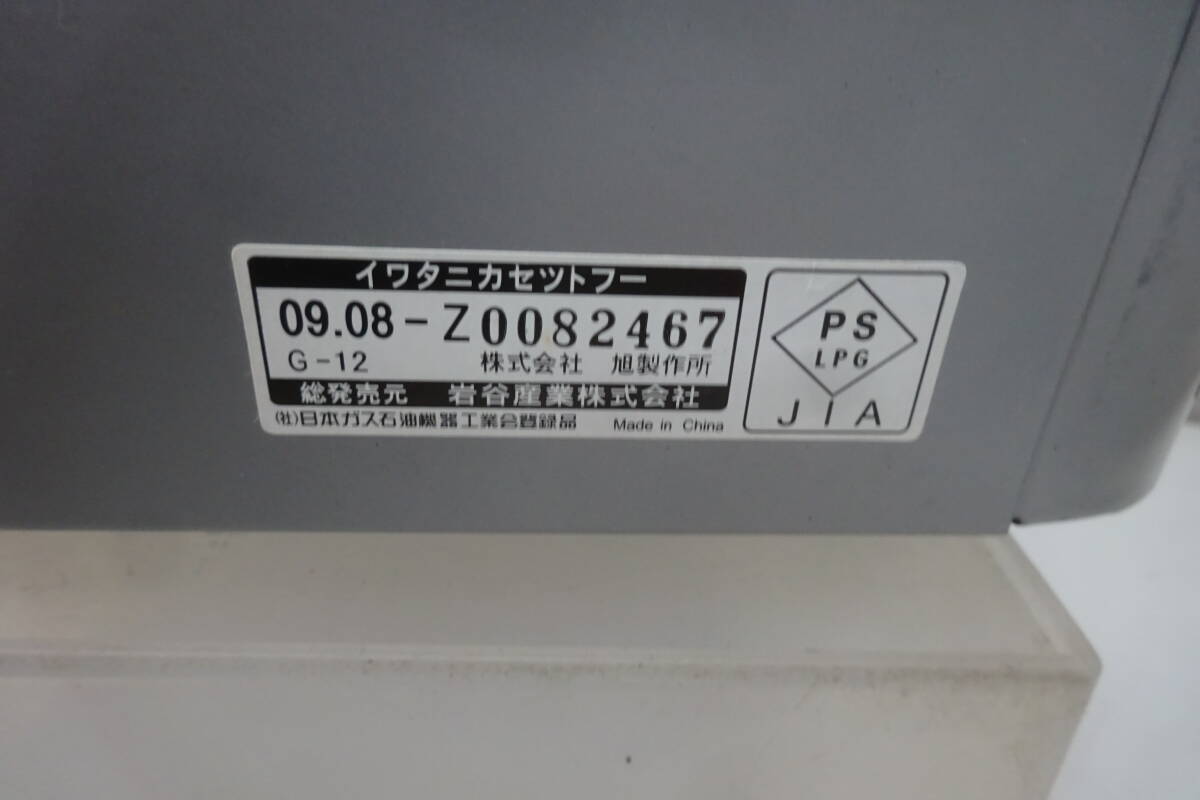 イワタニカセットフー
09.08-Z0082467
G-12 株式会社 旭製作所
総発売元 岩谷産業株式会社
(社)日本ガス石油機器工業会登録品 Made in China
PS
LPG
JIA